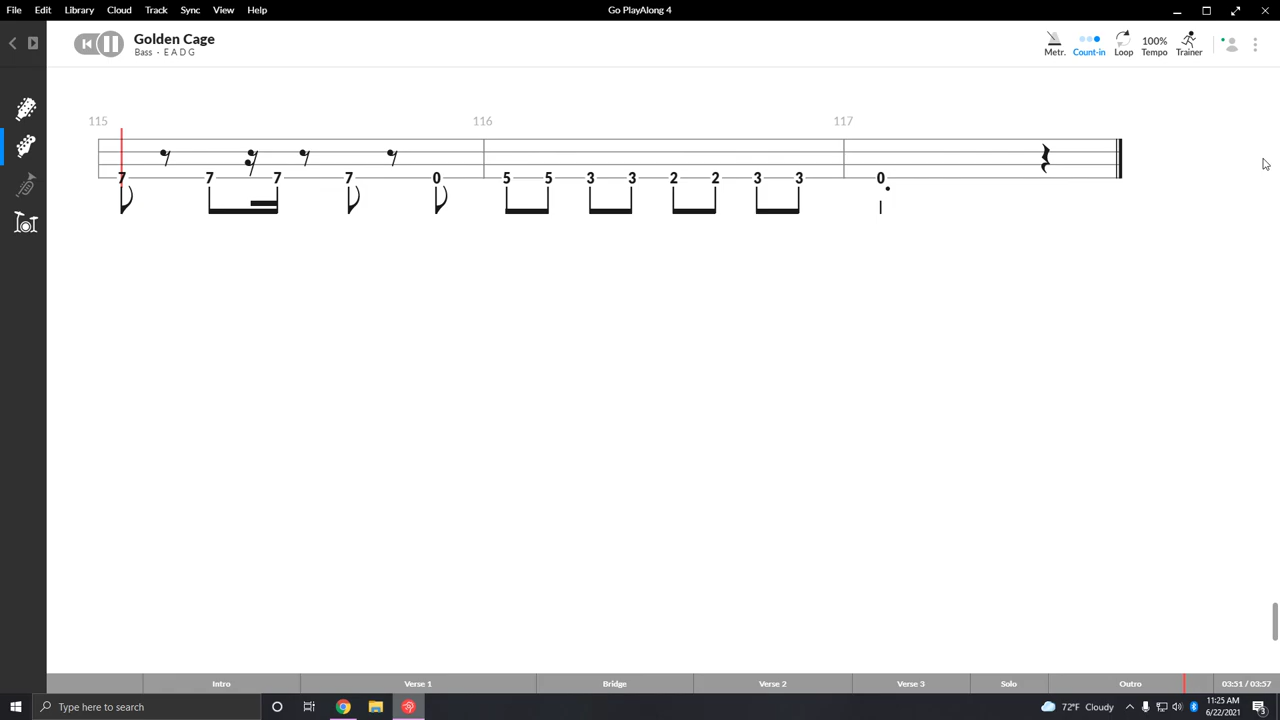 File Edit Library Cloud Track Sync View Help Go PlayAlong 4
Golden Cage
Bass - E A D G
100%
Metr. Count-in Loop Tempo Trainer
115 116 117
7 7 7 7 0 5 5 3 3 2 2 3 3 0
Intro Verse 1 Bridge Verse 2 Verse 3 Solo Outro 03:51 / 03:57
Type here to search 72°F Cloudy 11:25 AM
6/22/2021 3